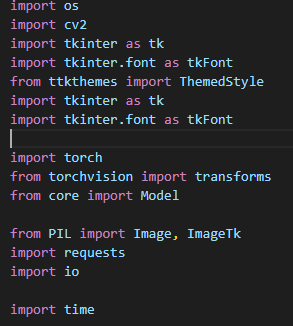 import os
import cv2
import tkinter as tk
import tkinter.font as tkFont
from ttkthemes import ThemedStyle
import tkinter as tk
import tkinter.font as tkFont
import torch
from torchvision import transforms
from core import Model
from PIL import Image, ImageTk
import requests
import io
import time